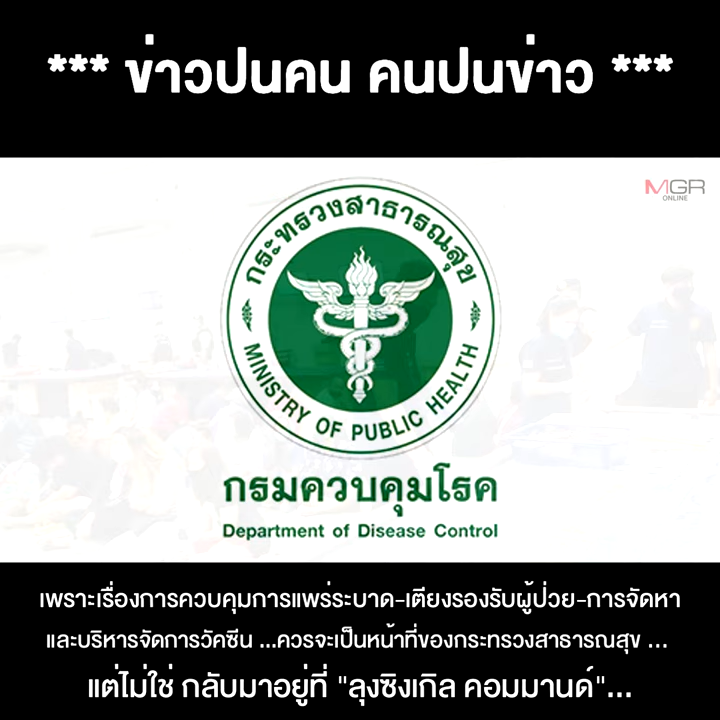 *** ข่าวปนคน คนปนข่าว ***
MGR
ONLINE
กระทรวงสาธารณสุข
MINISTRY OF PUBLIC HEALTH
กรมควบคุมโรค
Department of Disease Control
เพราะเรื่องการควบคุมการแพร่ระบาด-เตียงรองรับผู้ป่วย-การจัดหา
และบริหารจัดการวัคซีน ...ควรจะเป็นหน้าที่ของกระทรวงสาธารณสุข ...
แต่ไม่ใช่ กลับมาอยู่ที่ "ลุงซิงเกิล คอมมานด์"...